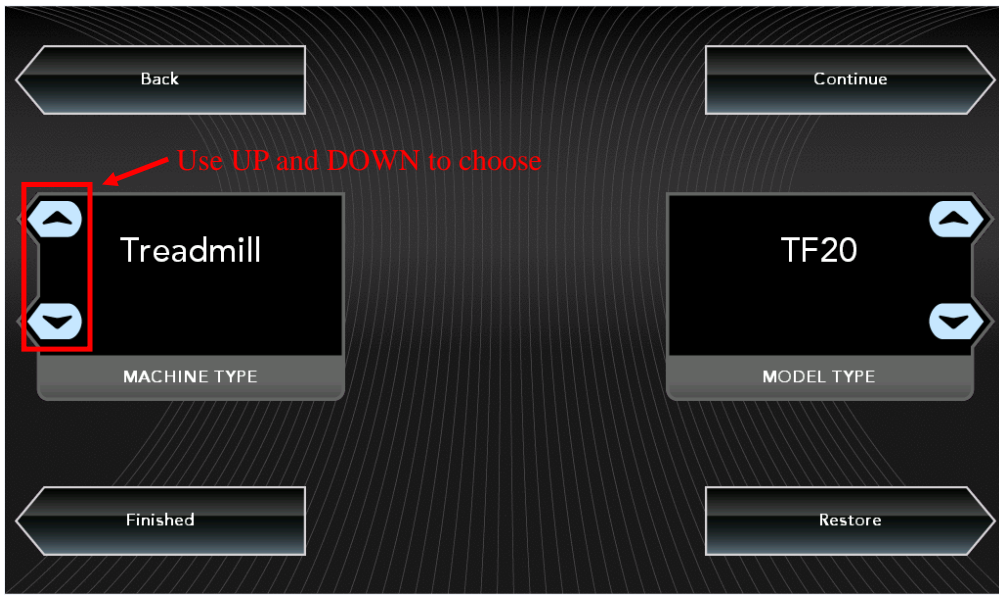 Back
Continue
Use UP and DOWN to choose
Treadmill
TF20
MACHINE TYPE
MODEL TYPE
Finished
Restore